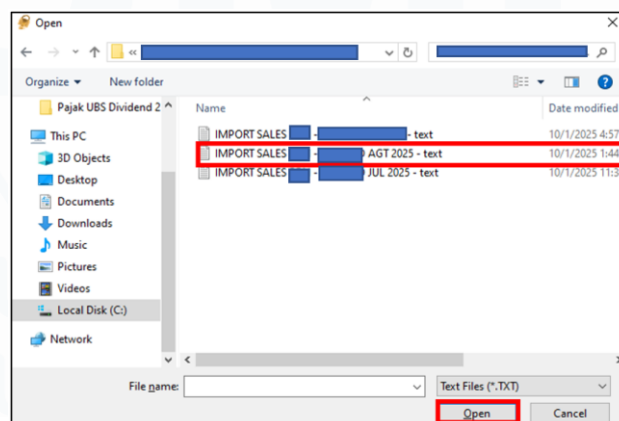 Open
«
Organize
New folder
Pajak UBS Dividend 2
This PC
3D Objects
Desktop
Documents
Downloads
Music
Pictures
Videos
Local Disk (C:)
Network
Name
Date modified
IMPORT SALES - - text
10/1/2025 4:57
IMPORT SALES - AGT 2025 - text
10/1/2025 1:44
IMPORT SALES - JUL 2025 - text
10/1/2025 11:3
File name:
Text Files (*.TXT)
Open
Cancel